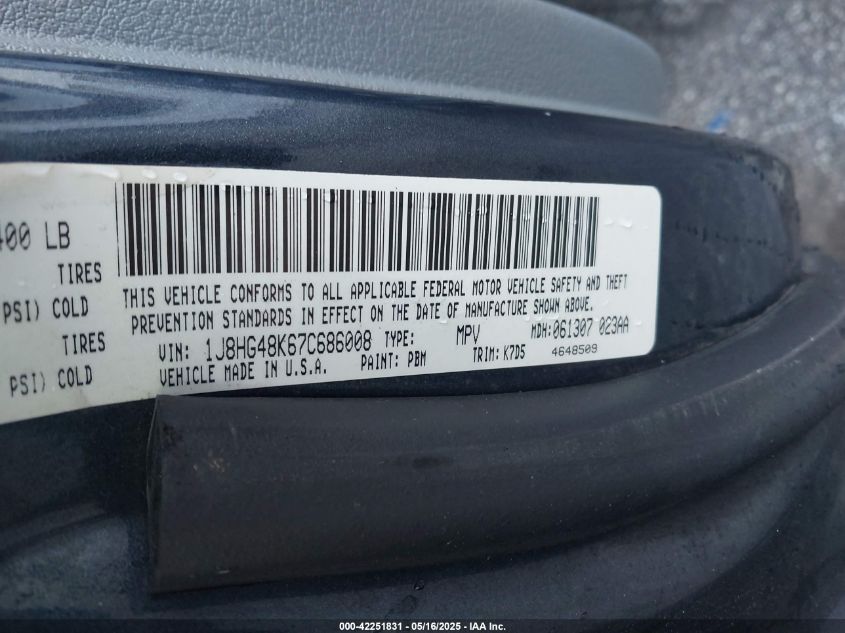 400 LB
TIRES
PSI) COLD
TIRES
PSI) COLD
THIS VEHICLE CONFORMS TO ALL APPLICABLE FEDERAL MOTOR VEHICLE SAFETY AND THEFT
PREVENTION STANDARDS IN EFFECT ON THE DATE OF MANUFACTURE SHOWN ABOVE.
VIN: 1J8HG48K67C686008 TYPE: MPV MDH:061307 023AA
VEHICLE MADE IN U.S.A. PAINT: PBM TRIM: K7D5 4648509
000-42251831 - 05/16/2025 - IAA Inc.